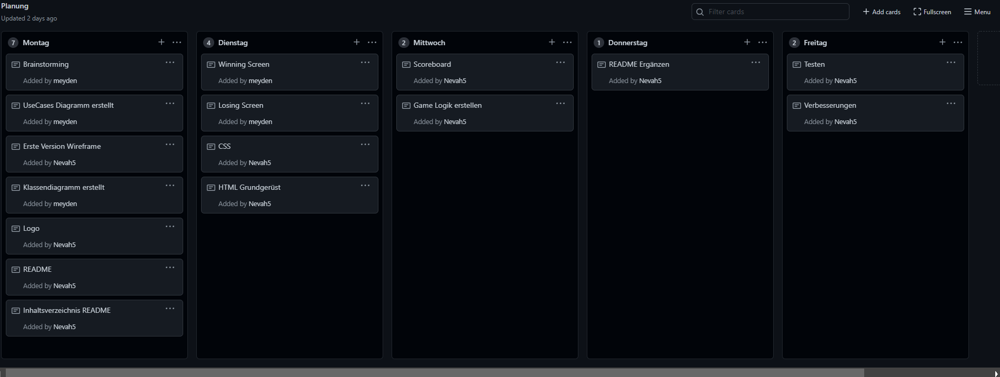 Planung
Updated 2 days ago
Filter cards
Add cards
Fullscreen
Menu
7 Montag
Brainstorming
Added by meyden
UseCases Diagramm erstellt
Added by meyden
Erste Version Wireframe
Added by Nevah5
Klassendiagramm erstellt
Added by meyden
Logo
Added by Nevah5
README
Added by Nevah5
Inhaltsverzeichnis README
Added by Nevah5
4 Dienstag
Winning Screen
Added by meyden
Losing Screen
Added by meyden
CSS
Added by Nevah5
HTML Grundgerüst
Added by Nevah5
2 Mittwoch
Scoreboard
Added by Nevah5
Game Logik erstellen
Added by Nevah5
1 Donnerstag
README Ergänzen
Added by Nevah5
2 Freitag
Testen
Added by Nevah5
Verbesserungen
Added by Nevah5